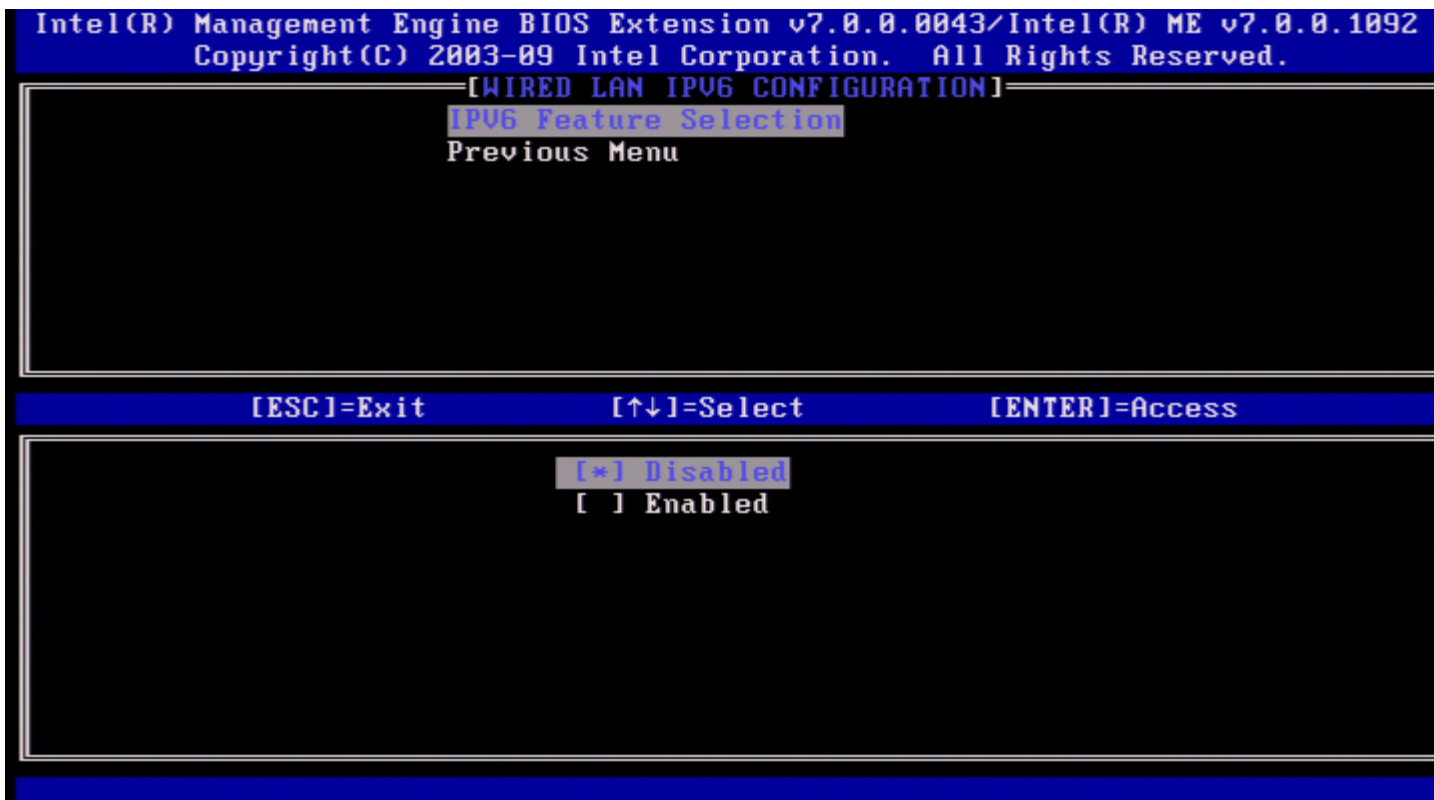 Intel(R) Management Engine BIOS Extension v7.0.0.0043/Intel(R) ME v7.0.0.1092
Copyright(C) 2003-09 Intel Corporation. All Rights Reserved.
[WIRED LAN IPV6 CONFIGURATION]
IPV6 Feature Selection
Previous Menu
[ESC]=Exit [↑↓]=Select [ENTER]=Access
[*] Disabled
[ ] Enabled